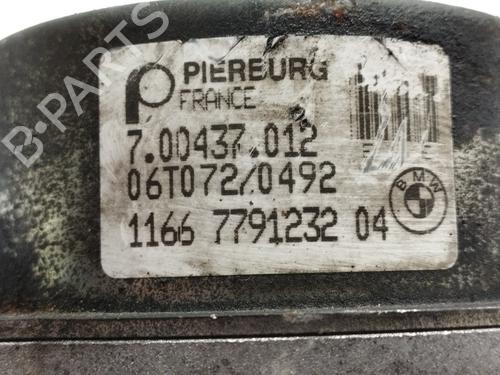 PIERBURG
FRANCE
7.00437.012
06T072/0492
1166 7791232 04
BMW
B-PARTS